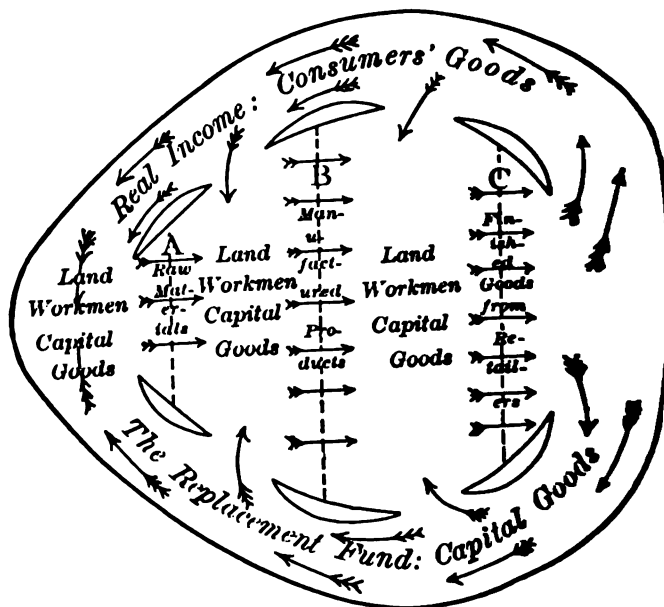 Real Income: Consumers' Goods
A
Raw
Mat-
er-
ials
B
Man-
u-
fact-
ured
Pro-
ducts
C
Fin-
ish-
ed
Goods
from
Re-
tail-
ers
Land
Workmen
Capital
Goods
Land
Workmen
Capital
Goods
Land
Workmen
Capital
Goods
The Replacement Fund: Capital Goods